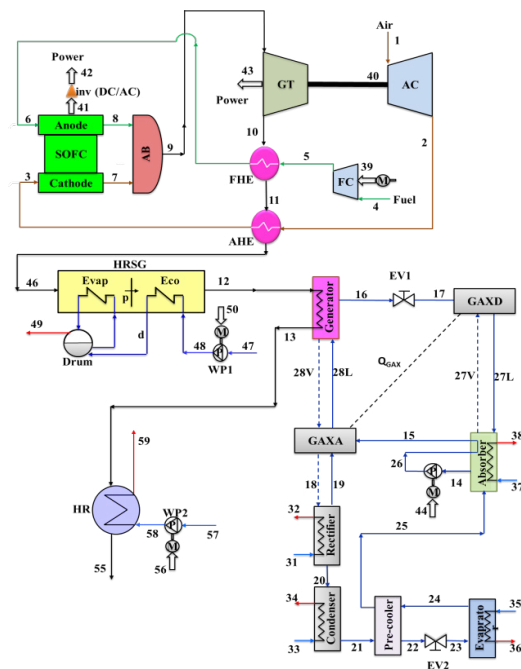 Air
1
Power
42
43
GT
40
AC
inv (DC/AC)
41
Power
6
Anode
8
AB
9
10
2
SOFC
5
39
FC
M
FHE
3
Cathode
7
4
Fuel
11
AHE
HRSG
46
Evap
p
Eco
12
EV1
Generator
16
17
GAXD
50
49
M
13
d
48
P
47
Drum
WP1
28V
28L
QGAX
27V
27L
59
GAXA
15
38
Absorber
26
P
14
18
19
M
37
44
HR
WP2
32
25
58
P
57
Rectifier
M
31
55
56
20
34
Condenser
Pre-cooler
24
35
Evaprato
r
33
21
22
23
36
EV2